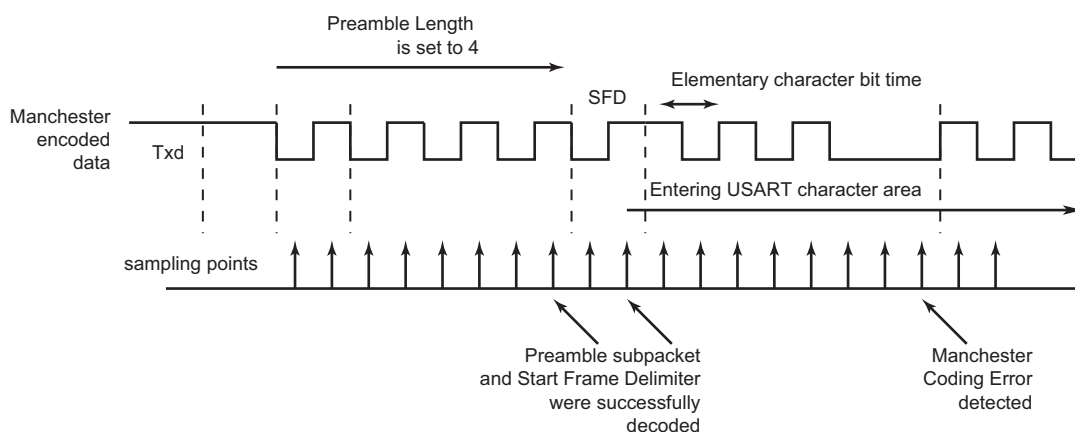 Preamble Length
is set to 4
Elementary character bit time
SFD
Manchester
encoded
data
Txd
Entering USART character area
sampling points
Preamble subpacket
and Start Frame Delimiter
were successfully
decoded
Manchester
Coding Error
detected